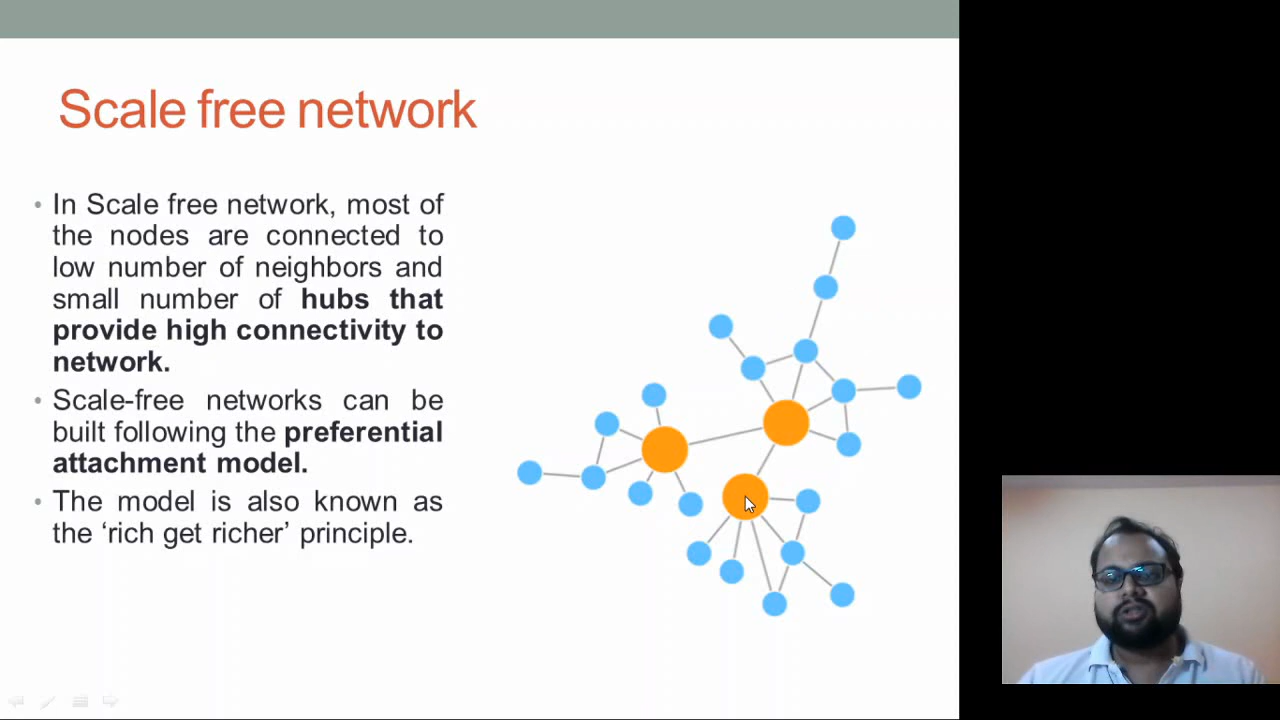 Scale free network
• In Scale free network, most of
the nodes are connected to
low number of neighbors and
small number of hubs that
provide high connectivity to
network.
• Scale-free networks can be
built following the preferential
attachment model.
• The model is also known as
the ‘rich get richer’ principle.